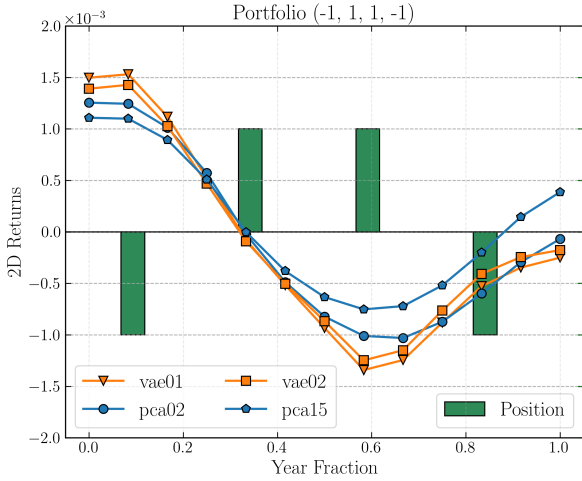 Portfolio (-1, 1, 1, -1)
×10⁻³
2.0
1.5
1.0
0.5
0.0
−0.5
−1.0
−1.5
−2.0
2D Returns
vae01
vae02
pca02
pca15
Position
0.0 0.2 0.4 0.6 0.8 1.0
Year Fraction